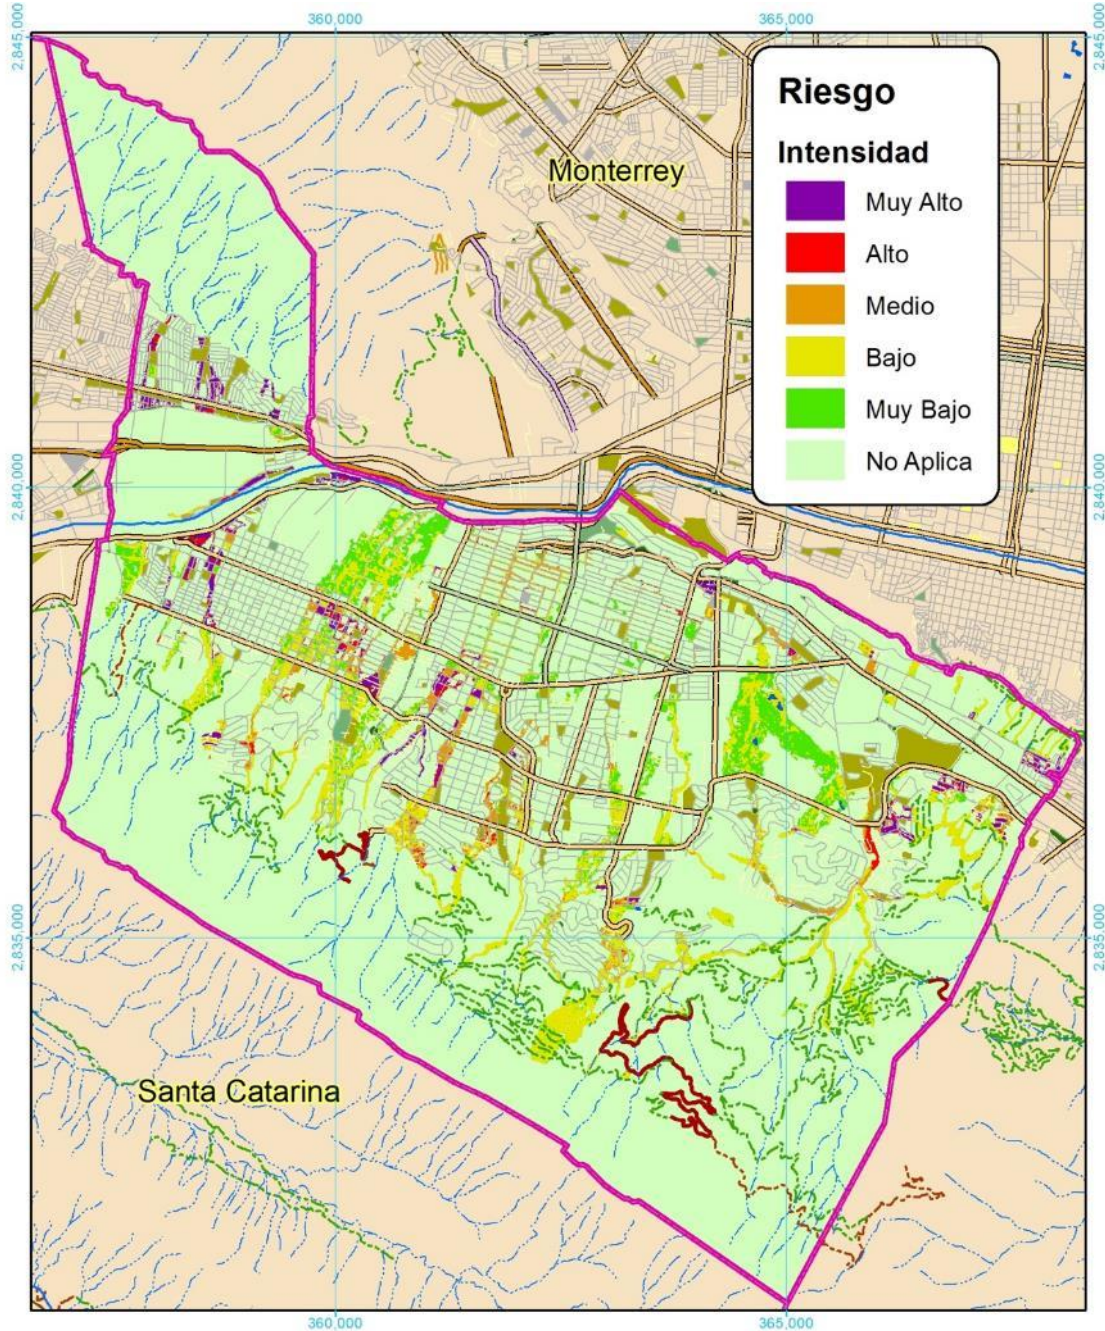 360,000
365,000
2,845,000
2,845,000
Riesgo
Intensidad
Muy Alto
Alto
Medio
Bajo
Muy Bajo
No Aplica
Monterrey
2,840,000
2,840,000
2,835,000
2,835,000
Santa Catarina
360,000
365,000